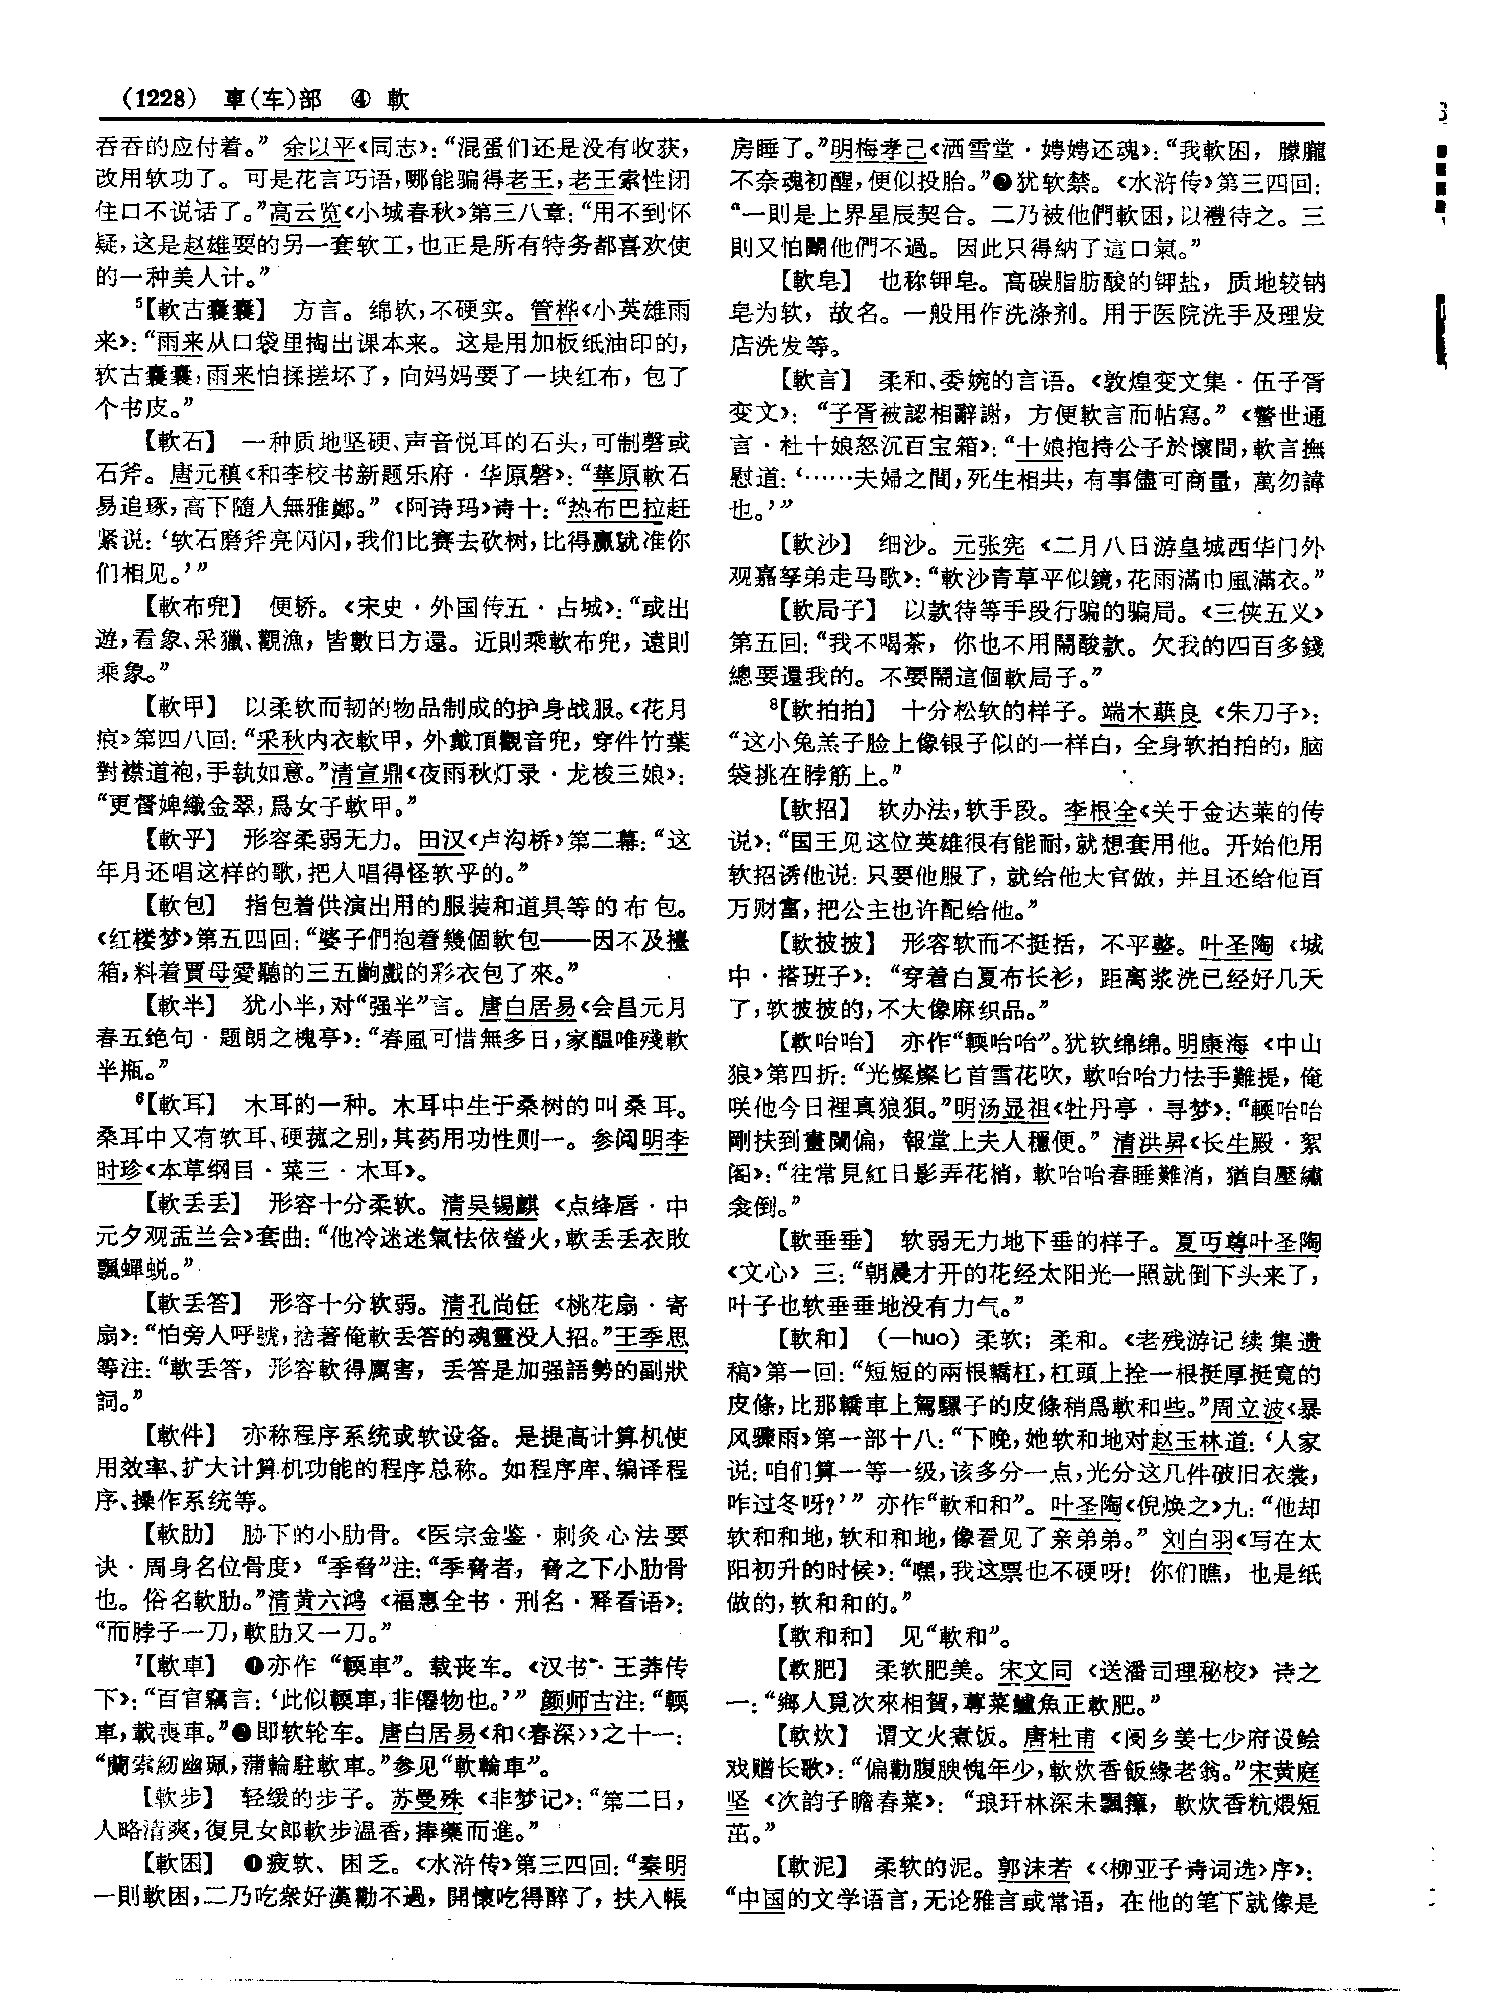 (1228) 車(车)部 ④ 軟
吞吞的应付着。”余以平《同志》：“混蛋们还是没有收获，
改用软功了。可是花言巧语，哪能骗得老王，老王索性闭
住口不说话了。”高云览《小城春秋》第三八章：“用不到怀
疑，这是赵雄耍的另一套软工，也正是所有特务都喜欢使
的一种美人计。”
⁵【軟古囊囊】 方言。绵软，不硬实。管桦《小英雄雨
来》：“雨来从口袋里掏出课本来。这是用加板纸油印的，
软古囊囊，雨来怕揉搓坏了，向妈妈要了一块红布，包了
个书皮。”
【軟石】 一种质地坚硬、声音悦耳的石头，可制磬或
石斧。唐元稹《和李校书新题乐府·华原磬》：“華原軟石
易追琢，高下隨人無雅鄭。”《阿诗玛》诗十：“热布巴拉赶
紧说：‘软石磨斧亮闪闪，我们比赛去砍树，比得赢就准你
们相见。’”
【軟布兜】 便轿。《宋史·外国传五·占城》：“或出
遊，看象、采獵、觀漁，皆數日方還。近則乘軟布兜，遠則
乘象。”
【軟甲】 以柔软而韧的物品制成的护身战服。《花月
痕》第四八回：“采秋内衣軟甲，外戴頂觀音兜，穿件竹葉
對襟道袍，手執如意。”清宣鼎《夜雨秋灯录·龙梭三娘》：
“更督婢織金翠，爲女子軟甲。”
【軟乎】 形容柔弱无力。田汉《卢沟桥》第二幕：“这
年月还唱这样的歌，把人唱得怪软乎的。”
【軟包】 指包着供演出用的服装和道具等的布包。
《红楼梦》第五四回：“婆子們抱着幾個軟包——因不及擡
箱，料着賈母愛聽的三五齣戲的彩衣包了來。”
【軟半】 犹小半，对“强半”言。唐白居易《会昌元月
春五绝句·题朗之槐亭》：“春風可惜無多日，家醖唯殘軟
半瓶。”
⁶【軟耳】 木耳的一种。木耳中生于桑树的叫桑耳。
桑耳中又有软耳、硬菰之别，其药用功性则一。参阅明李
时珍《本草纲目·菜三·木耳》。
【軟丢丢】 形容十分柔软。清吴锡麒《点绛唇·中
元夕观盂兰会》套曲：“他冷迷迷氣怯依螢火，軟丢丢衣敗
飄蟬蜕。”
【軟丢答】 形容十分软弱。清孔尚任《桃花扇·寄
扇》：“怕旁人呼號，捨著俺軟丢答的魂靈没人招。”王季思
等注：“軟丢答，形容軟得厲害，丢答是加强語勢的副狀
詞。”
【軟件】 亦称程序系统或软设备。是提高计算机使
用效率、扩大计算机功能的程序总称。如程序库、编译程
序、操作系统等。
【軟肋】 胁下的小肋骨。《医宗金鉴·刺灸心法要
诀·周身名位骨度》“季脅”注：“季脅者，脅之下小肋骨
也。俗名軟肋。”清黄六鸿《福惠全书·刑名·释看语》：
“而脖子一刀，軟肋又一刀。”
⁷【軟車】 ❶亦作“輭車”。载丧车。《汉书·王莽传
下》：“百官竊言：‘此似輭車，非僊物也。’”颜师古注：“輭
車，載喪車。”❷即软轮车。唐白居易《和〈春深〉》之十一：
“蘭索紉幽珮，蒲輪駐軟車。”参见“軟輪車”。
【軟步】 轻缓的步子。苏曼殊《非梦记》：“第二日，
人略清爽，復見女郎軟步温香，捧藥而進。”
【軟困】 ❶疲软、困乏。《水浒传》第三四回：“秦明
一則軟困，二乃吃衆好漢勸不過，開懷吃得醉了，扶入帳
房睡了。”明梅孝己《洒雪堂·娉娉还魂》：“我軟困，朦朧
不奈魂初醒，便似投胎。”❷犹软禁。《水浒传》第三四回：
“一則是上界星辰契合。二乃被他們軟困，以禮待之。三
則又怕鬭他們不過。因此只得納了這口氣。”
【軟皂】 也称钾皂。高碳脂肪酸的钾盐，质地较钠
皂为软，故名。一般用作洗涤剂。用于医院洗手及理发
店洗发等。
【軟言】 柔和、委婉的言语。《敦煌变文集·伍子胥
变文》：“子胥被認相辭謝，方便軟言而帖寫。”《警世通
言·杜十娘怒沉百宝箱》：“十娘抱持公子於懷間，軟言撫
慰道：‘……夫婦之間，死生相共，有事儘可商量，萬勿諱
也。’”
【軟沙】 细沙。元张宪《二月八日游皇城西华门外
观嘉孥弟走马歌》：“軟沙青草平似鏡，花雨滿巾風滿衣。”
【軟局子】 以款待等手段行骗的骗局。《三侠五义》
第五回：“我不喝茶，你也不用鬧酸款。欠我的四百多錢
總要還我的。不要鬧這個軟局子。”
⁸【軟拍拍】 十分松软的样子。端木蕻良《朱刀子》：
“这小兔羔子脸上像银子似的一样白，全身软拍拍的，脑
袋挑在脖筋上。”
【軟招】 软办法，软手段。李根全《关于金达莱的传
说》：“国王见这位英雄很有能耐，就想套用他。开始他用
软招诱他说：只要他服了，就给他大官做，并且还给他百
万财富，把公主也许配给他。”
【軟披披】 形容软而不挺括，不平整。叶圣陶《城
中·搭班子》：“穿着白夏布长衫，距离浆洗已经好几天
了，软披披的，不大像麻织品。”
【軟咍咍】 亦作“輭咍咍”。犹软绵绵。明康海《中山
狼》第四折：“光燦燦匕首雪花吹，軟咍咍力怯手難提，俺
咲他今日裡真狼狽。”明汤显祖《牡丹亭·寻梦》：“輭咍咍
剛扶到畫闌偏，報堂上夫人穩便。”清洪昇《长生殿·絮
阁》：“往常見紅日影弄花梢，軟咍咍春睡難消，猶自壓繡
衾倒。”
【軟垂垂】 软弱无力地下垂的样子。夏丏尊叶圣陶
《文心》三：“朝晨才开的花经太阳光一照就倒下头来了，
叶子也软垂垂地没有力气。”
【軟和】 （—huo）柔软；柔和。《老残游记续集遗
稿》第一回：“短短的兩根轎杠，杠頭上拴一根挺厚挺寬的
皮條，比那轎車上駕騾子的皮條稍爲軟和些。”周立波《暴
风骤雨》第一部十八：“下晚，她软和地对赵玉林道：‘人家
说：咱们算一等一级，该多分一点，光分这几件破旧衣裳，
咋过冬呀？’”亦作“軟和和”。叶圣陶《倪焕之》九：“他却
软和和地，软和和地，像看见了亲弟弟。”刘白羽《写在太
阳初升的时候》：“嘿，我这票也不硬呀！你们瞧，也是纸
做的，软和和的。”
【軟和和】 见“軟和”。
【軟肥】 柔软肥美。宋文同《送潘司理秘校》诗之
一：“鄉人覓次來相賀，蓴菜鱸魚正軟肥。”
【軟炊】 谓文火煮饭。唐杜甫《阌乡姜七少府设鲙
戏赠长歌》：“偏勸腹腴愧年少，軟炊香飯緣老翁。”宋黄庭
坚《次韵子瞻春菜》：“琅玕林深未飄籜，軟炊香秔煨短
茁。”
【軟泥】 柔软的泥。郭沫若《〈柳亚子诗词选〉序》：
“中国的文学语言，无论雅言或常语，在他的笔下就像是